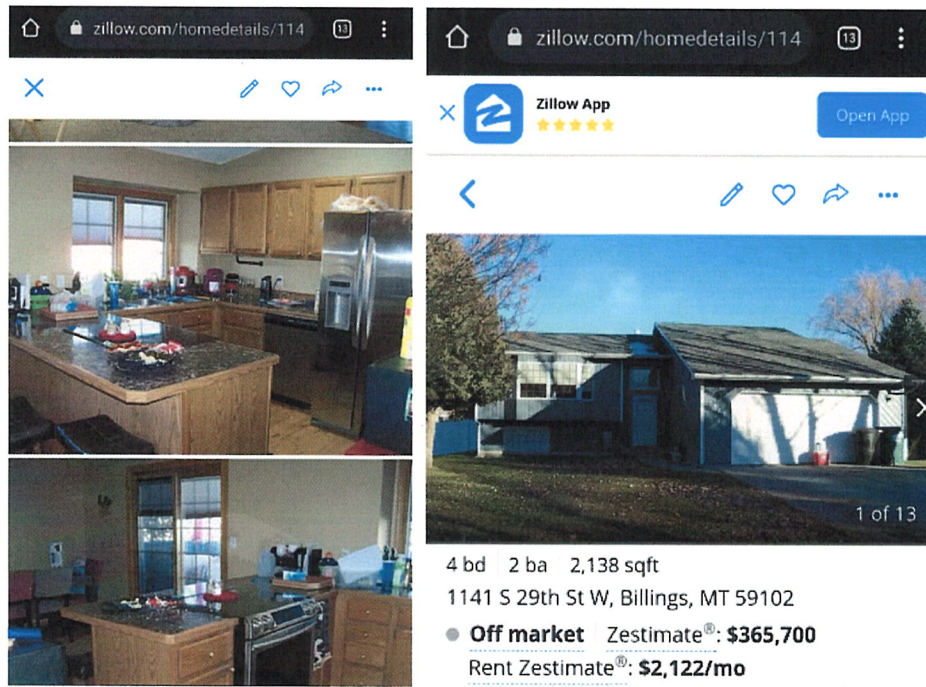 zillow.com/homedetails/114
13
zillow.com/homedetails/114
13
Zillow App
Open App
1 of 13
4 bd 2 ba 2,138 sqft
1141 S 29th St W, Billings, MT 59102
Off market Zestimate®: $365,700
Rent Zestimate®: $2,122/mo